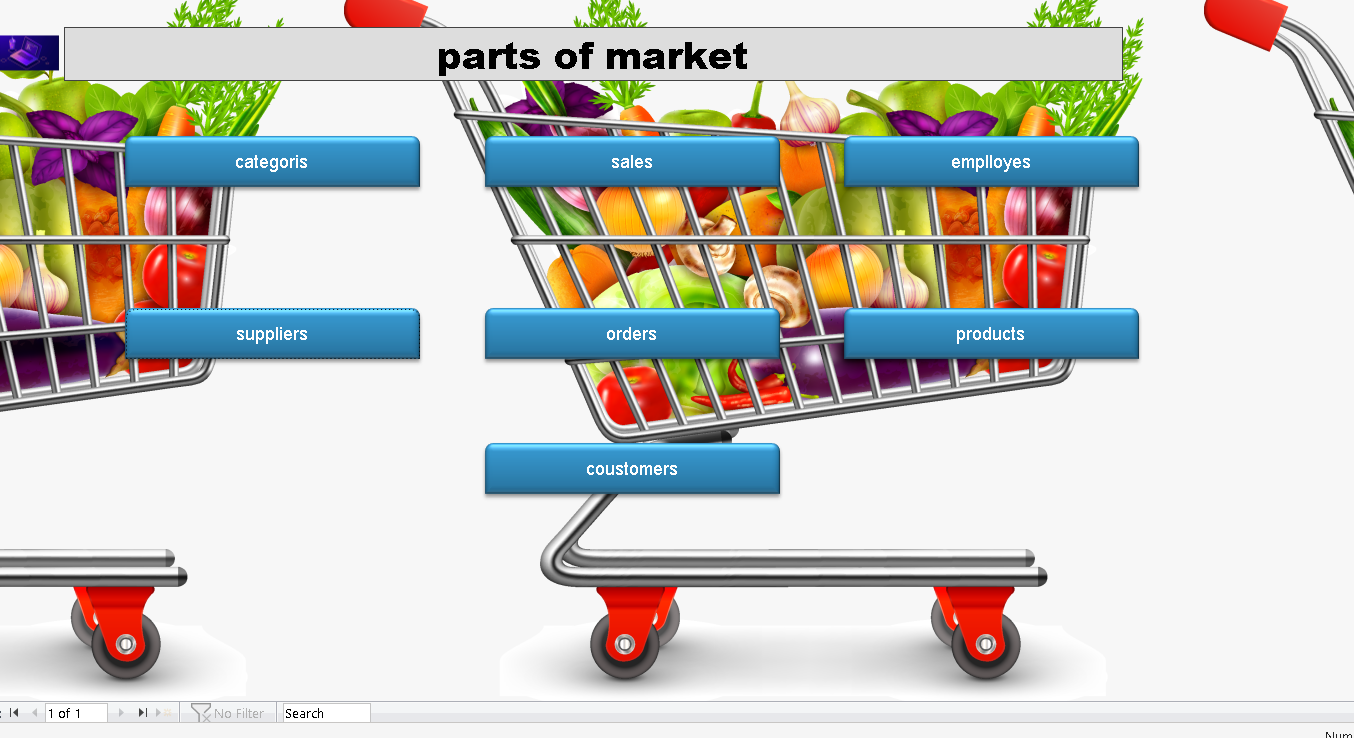 parts of market
categoris
sales
emplloyes
suppliers
orders
products
coustomers
1 of 1
No Filter
Search
Num